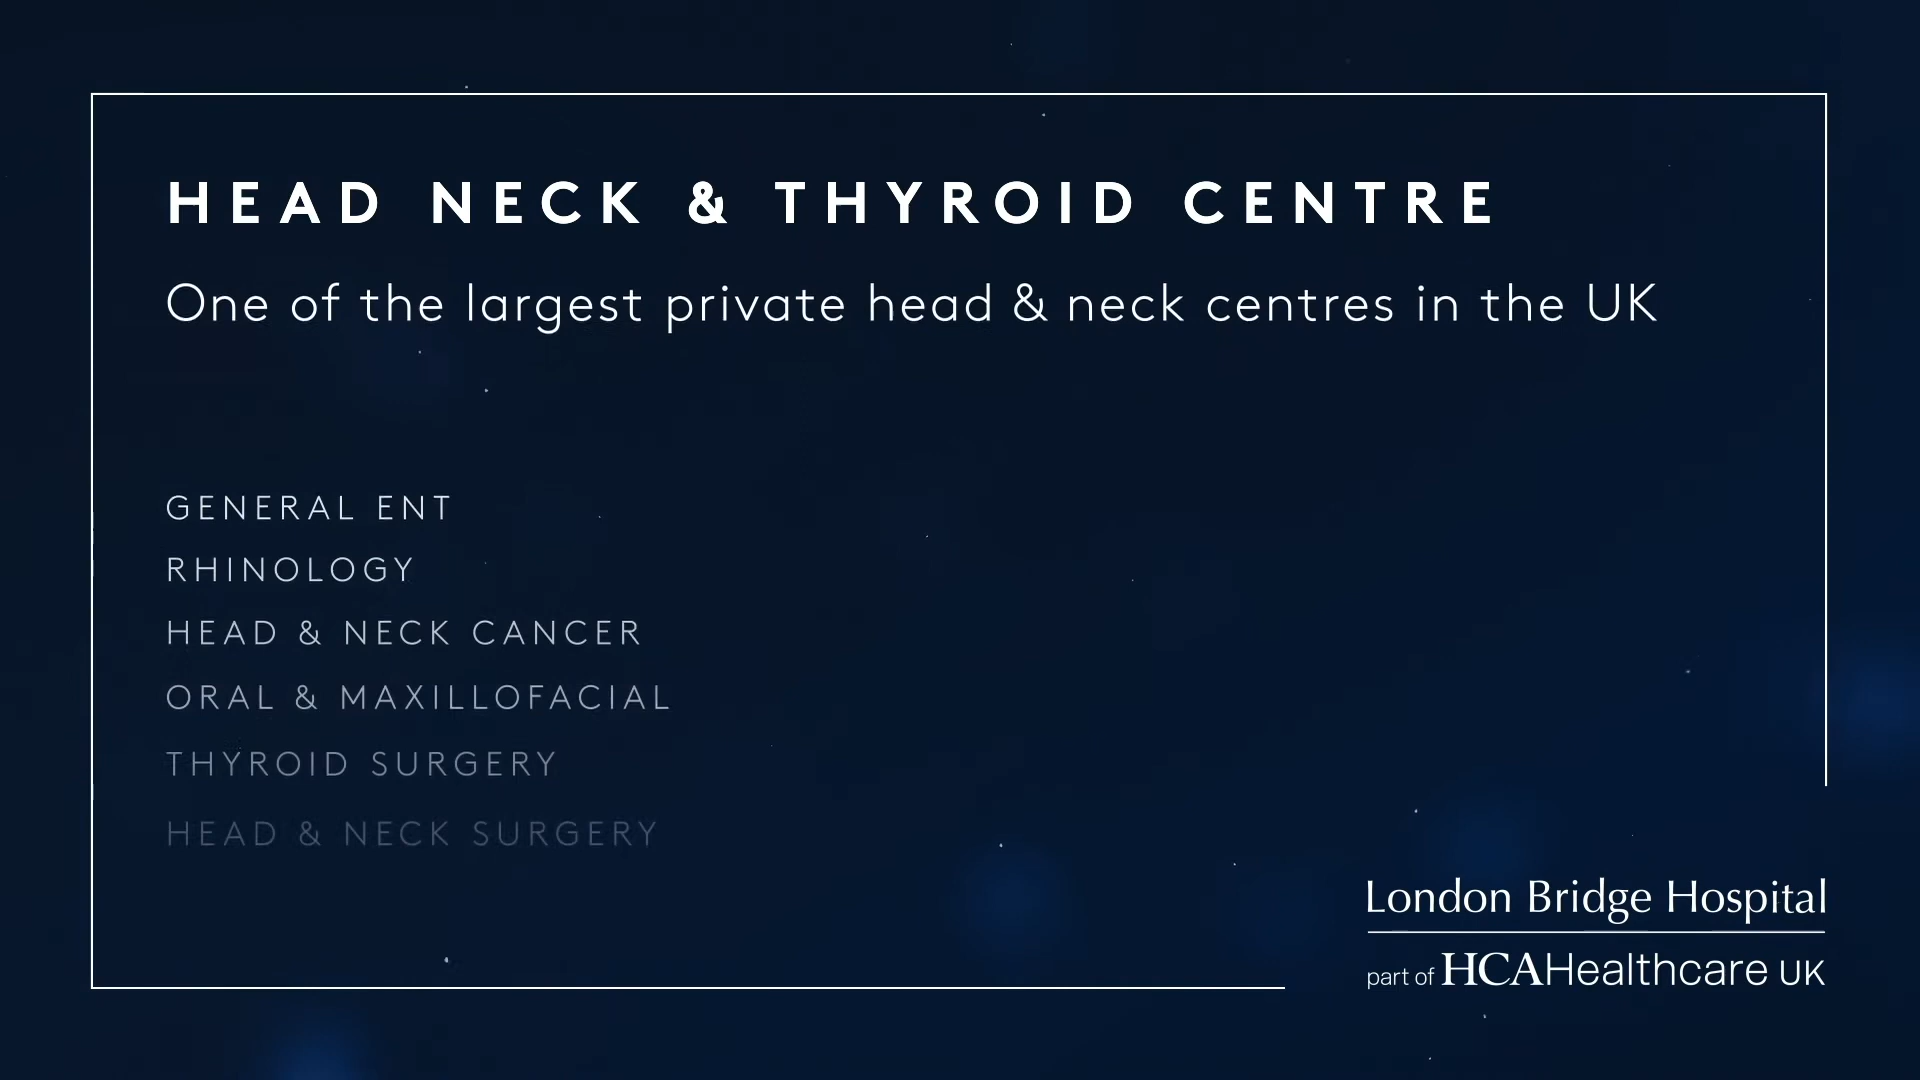 HEAD NECK & THYROID CENTRE
One of the largest private head & neck centres in the UK
GENERAL ENT
RHINOLOGY
HEAD & NECK CANCER
ORAL & MAXILLOFACIAL
THYROID SURGERY
HEAD & NECK SURGERY
London Bridge Hospital
part of HCAHealthcare UK